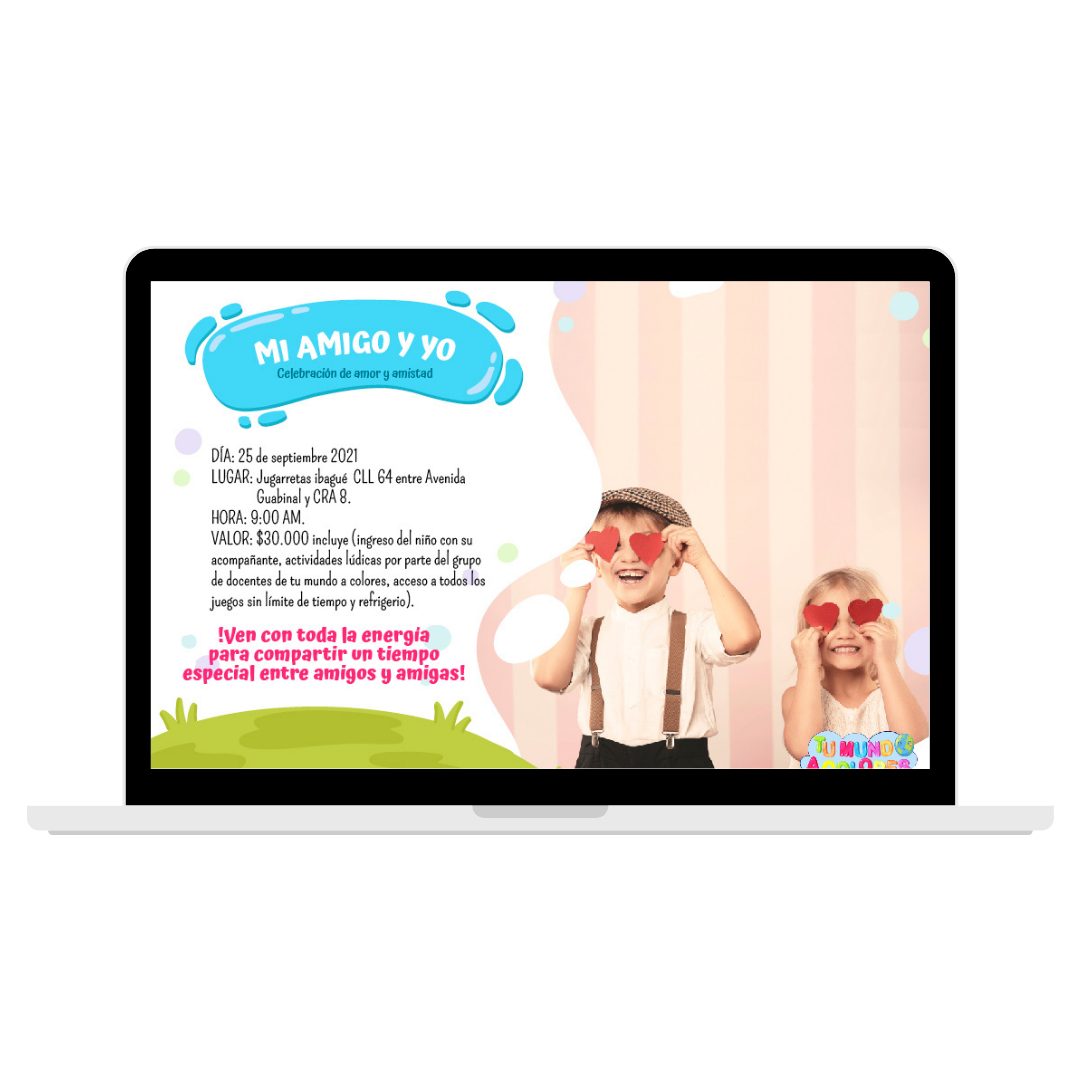 MI AMIGO Y YO
Celebración de amor y amistad
DÍA: 25 de septiembre 2021
LUGAR: Jugarretas ibagué CLL 64 entre Avenida
Guabinal y CRA 8.
HORA: 9:00 AM.
VALOR: $30.000 incluye (ingreso del niño con su
acompañante, actividades lúdicas por parte del grupo
de docentes de tu mundo a colores, acceso a todos los
juegos sin límite de tiempo y refrigerio).
!Ven con toda la energía
para compartir un tiempo
especial entre amigos y amigas!
TU MUNDO
A COLORES